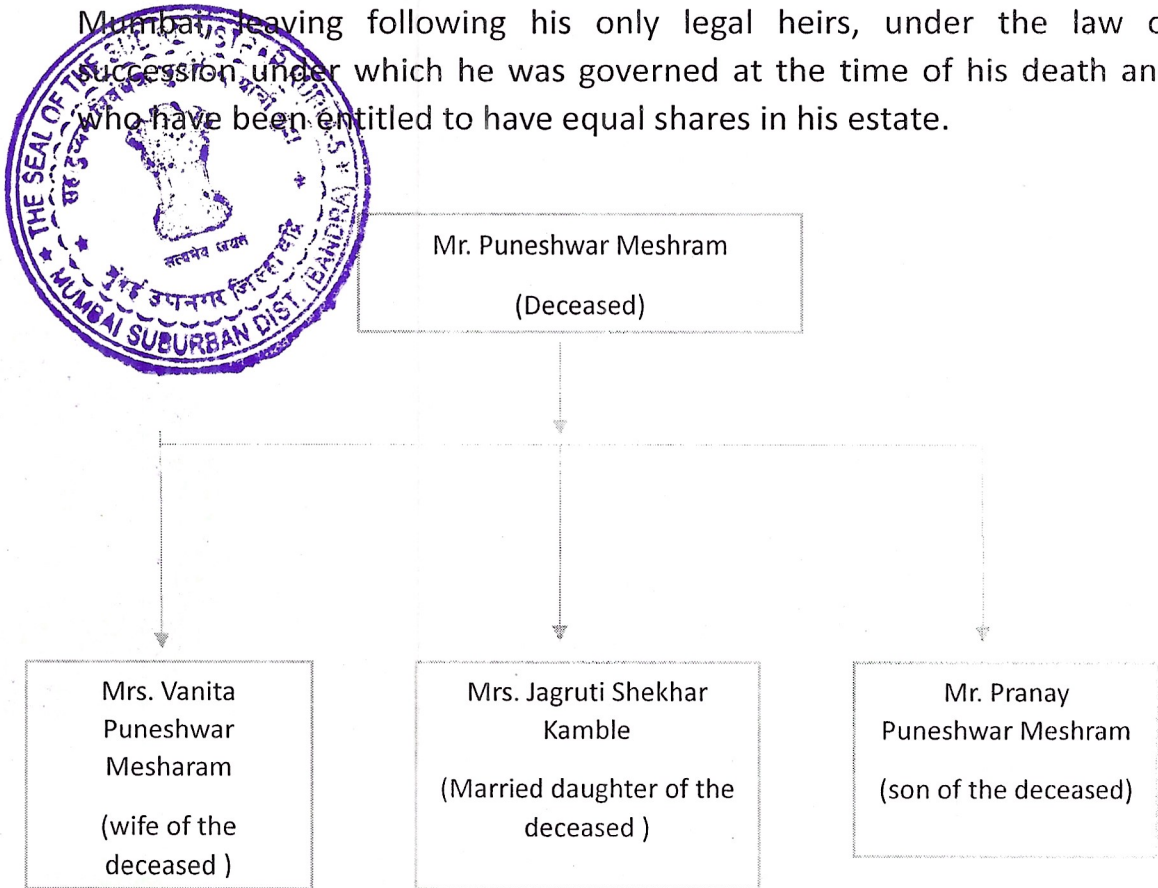 Mumbai, leaving following his only legal heirs, under the law
succession under which he was governed at the time of his death
who have been entitled to have equal shares in his estate.
THE SEAL OF THE
MUMBAI SUBURBAN DIST. (BANDRA)
सत्यमेव जयते
मुंबई उपनगर जिल्हा
Mr. Puneshwar Meshram
(Deceased)
Mrs. Vanita
Puneshwar
Mesharam
(wife of the
deceased )
Mrs. Jagruti Shekhar
Kamble
(Married daughter of the
deceased )
Mr. Pranay
Puneshwar Meshram
(son of the deceased)